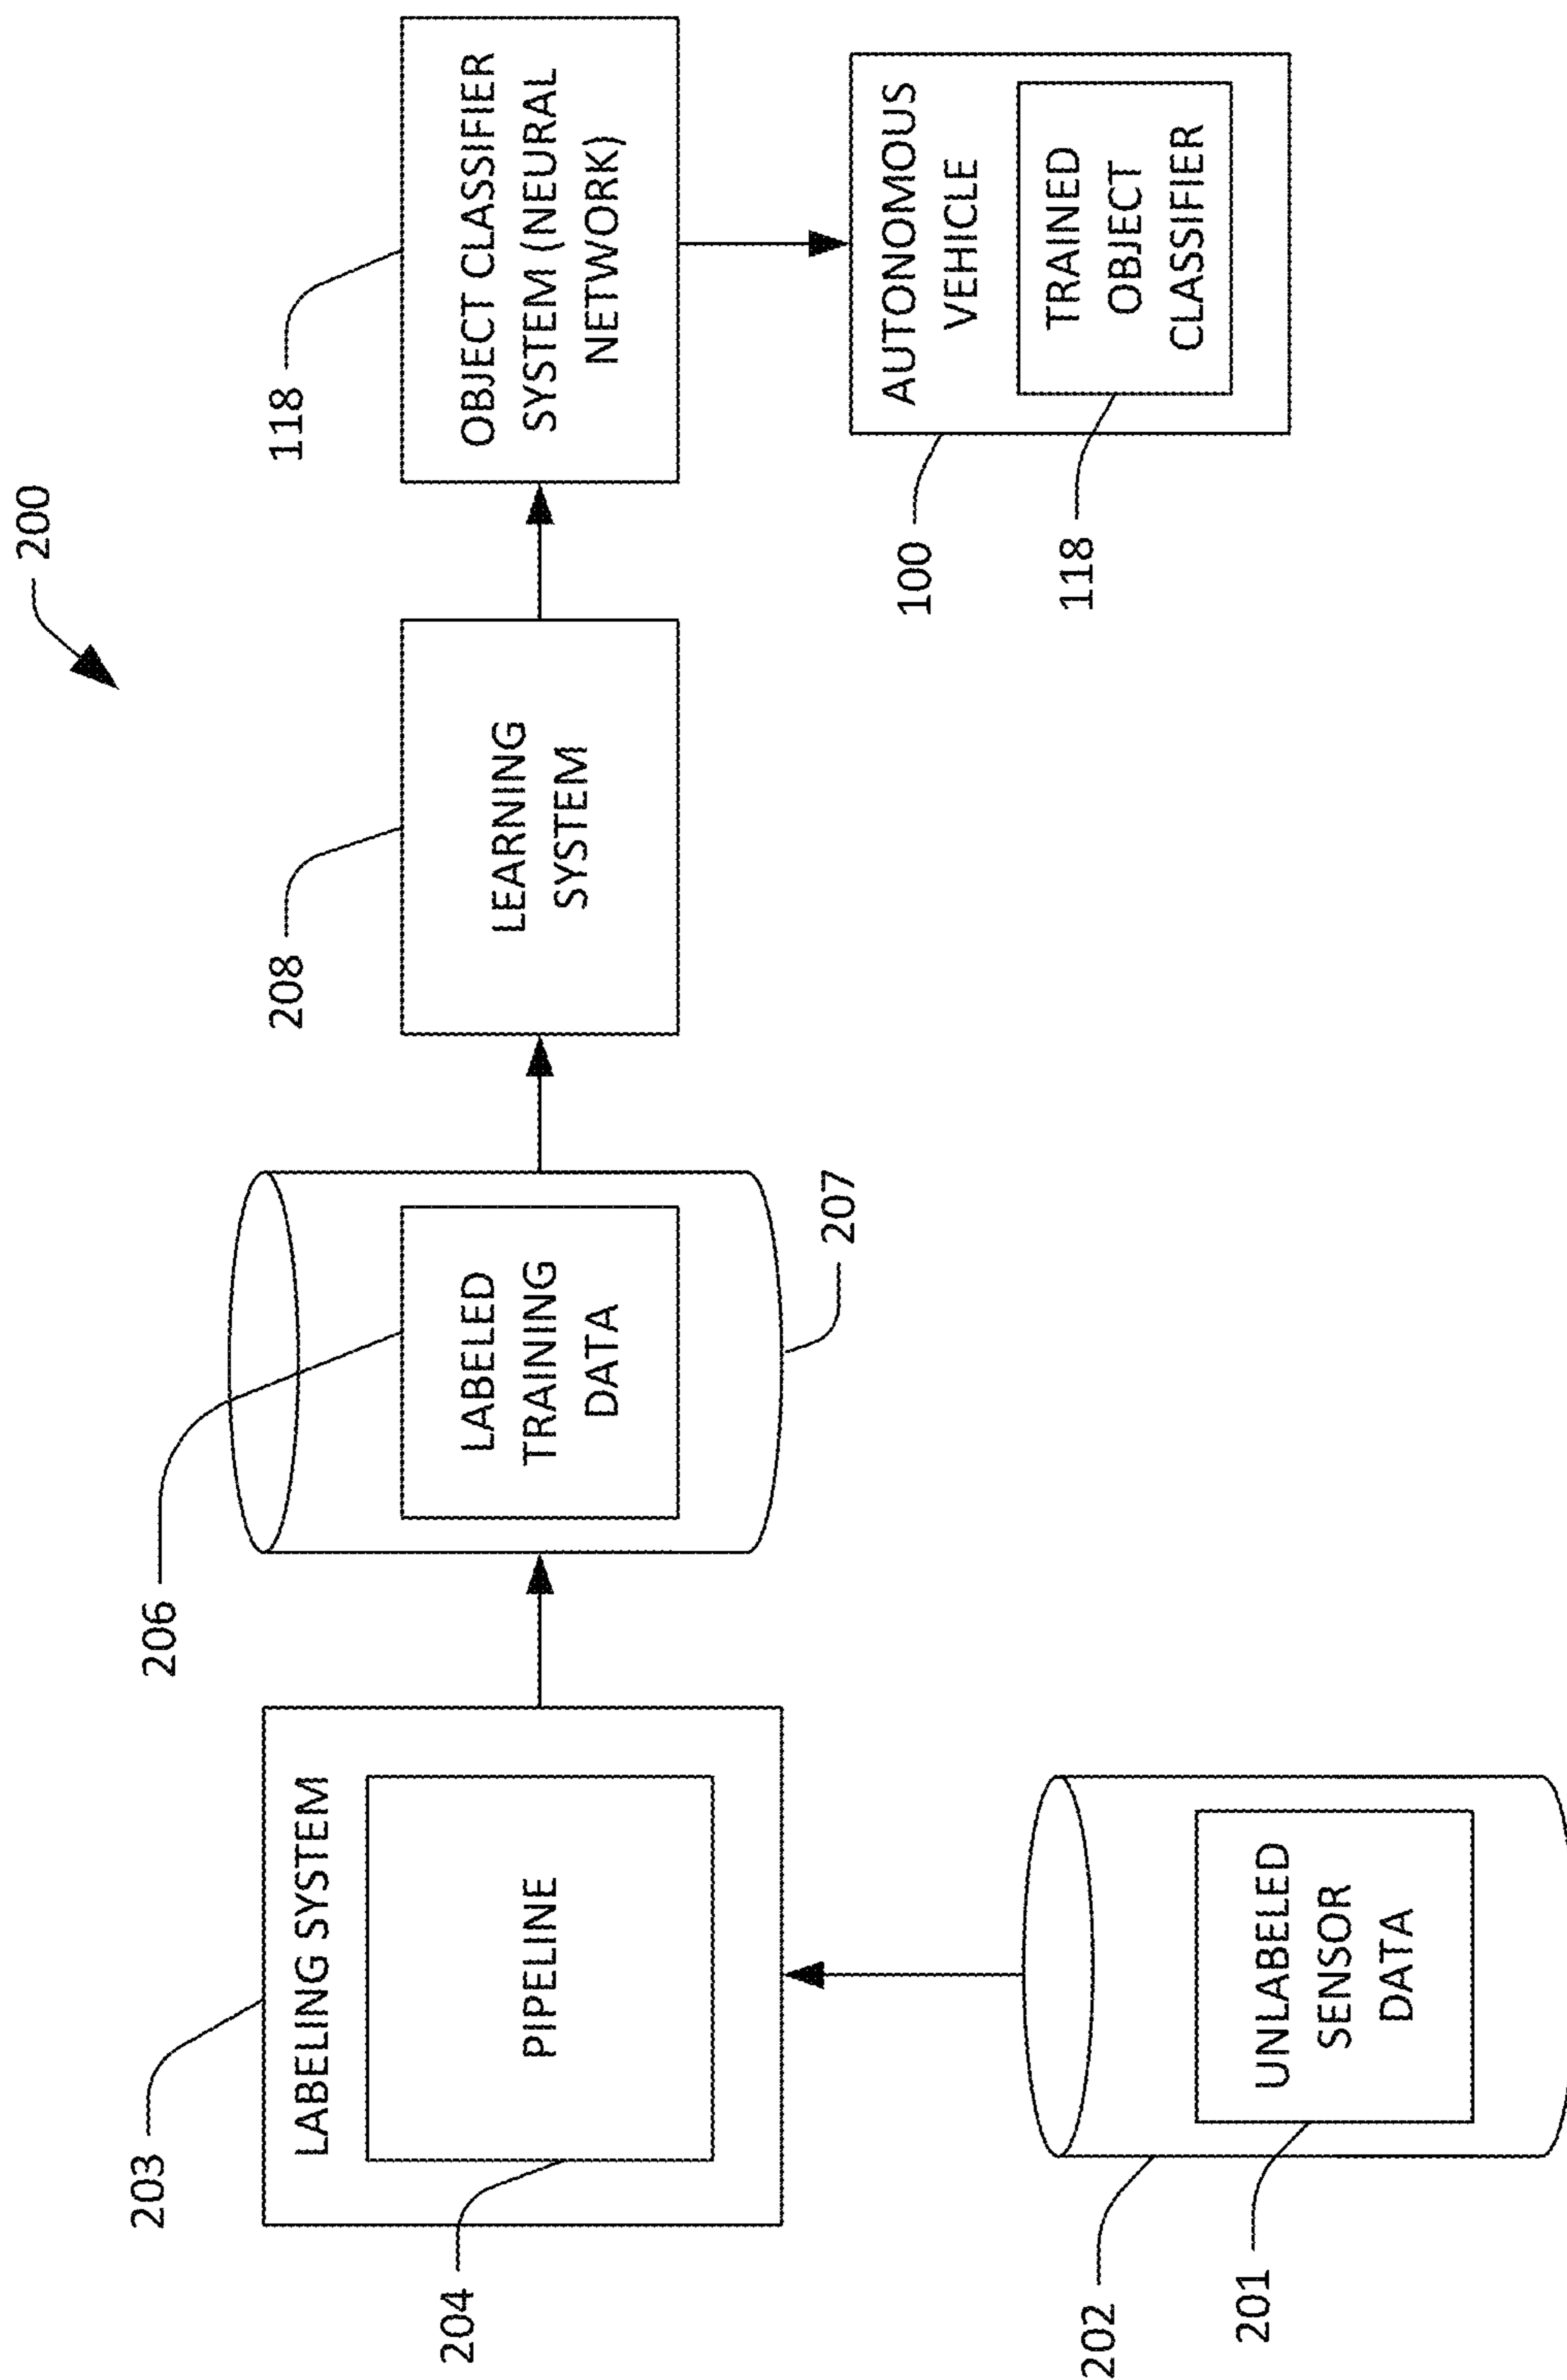 200
203
LABELING SYSTEM
204
PIPELINE
202
201
UNLABELED
SENSOR
DATA
206
LABELED
TRAINING
DATA
207
208
LEARNING
SYSTEM
118
OBJECT CLASSIFIER
SYSTEM (NEURAL
NETWORK)
100
AUTONOMOUS
VEHICLE
118
TRAINED
OBJECT
CLASSIFIER